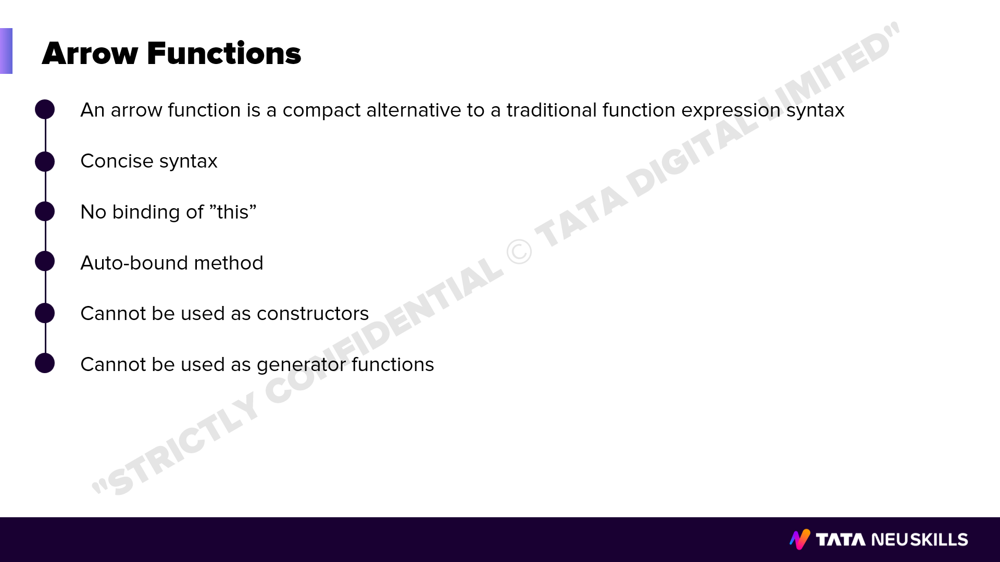 Arrow Functions
An arrow function is a compact alternative to a traditional function expression syntax
Concise syntax
No binding of ”this”
Auto-bound method
Cannot be used as constructors
Cannot be used as generator functions
"STRICTLY CONFIDENTIAL © TATA DIGITAL LIMITED"
TATA NEUSKILLS